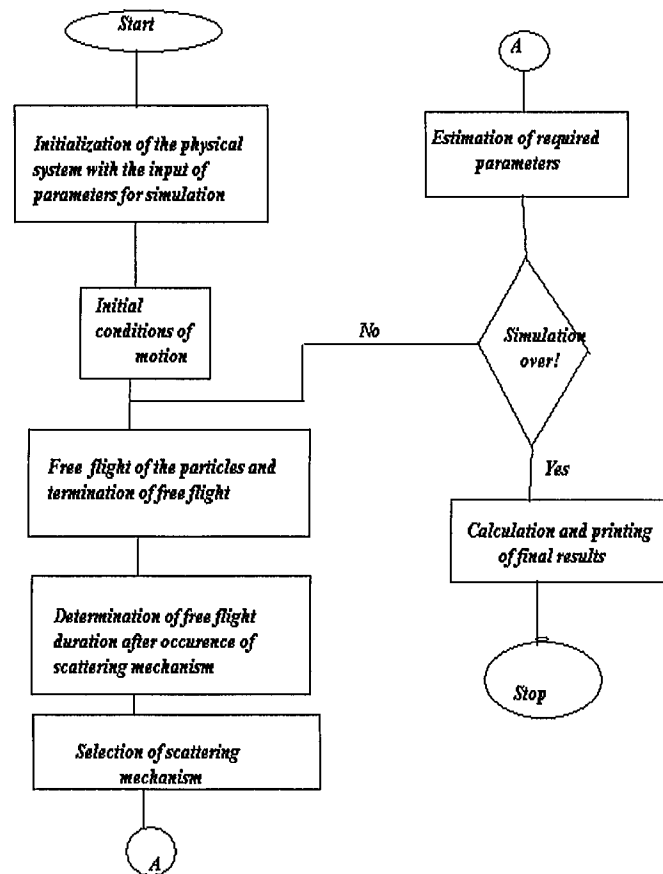 Start
Initialization of the physical
system with the input of
parameters for simulation
Initial
conditions of
motion
Free flight of the particles and
termination of free flight
Determination of free flight
duration after occurence of
scattering mechanism
Selection of scattering
mechanism
A
A
Estimation of required
parameters
Simulation
over!
No
Yes
Calculation and printing
of final results
Stop